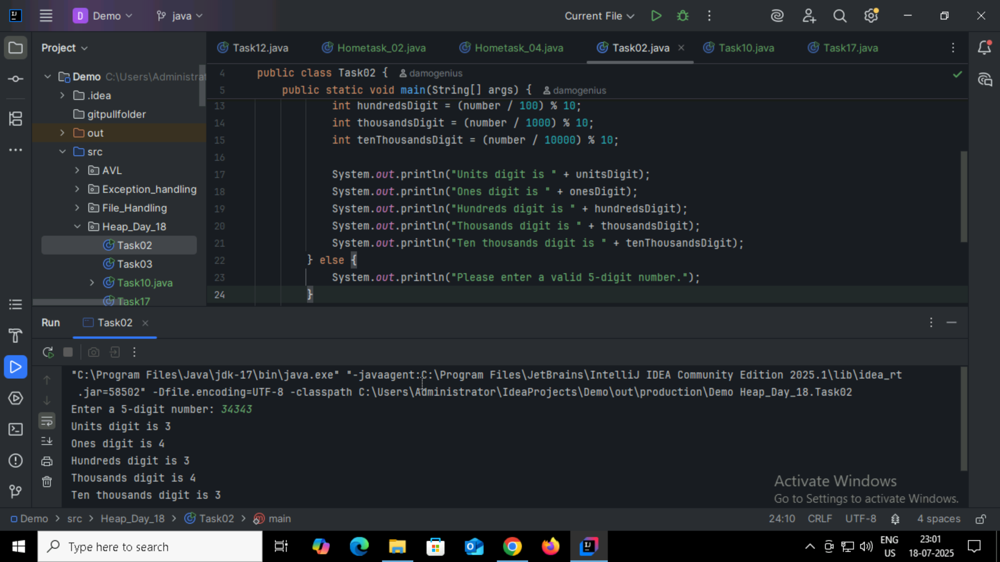 D Demo java Current File
Project
Task12.java Hometask_02.java Hometask_04.java Task02.java Task10.java Task17.java
Demo C:\Users\Administrat
.idea
gitpullfolder
out
src
AVL
Exception_handling
File_Handling
Heap_Day_18
Task02
Task03
Task10.java
Task17
4 public class Task02 { damogenius
5 public static void main(String[] args) { damogenius
13 int hundredsDigit = (number / 100) % 10;
14 int thousandsDigit = (number / 1000) % 10;
15 int tenThousandsDigit = (number / 10000) % 10;
16
17 System.out.println("Units digit is " + unitsDigit);
18 System.out.println("Ones digit is " + onesDigit);
19 System.out.println("Hundreds digit is " + hundredsDigit);
20 System.out.println("Thousands digit is " + thousandsDigit);
21 System.out.println("Ten thousands digit is " + tenThousandsDigit);
22 } else {
23 System.out.println("Please enter a valid 5-digit number.");
24 }
Run Task02
"C:\Program Files\Java\jdk-17\bin\java.exe" "-javaagent:C:\Program Files\JetBrains\IntelliJ IDEA Community Edition 2025.1\lib\idea_rt
.jar=58502" -Dfile.encoding=UTF-8 -classpath C:\Users\Administrator\IdeaProjects\Demo\out\production\Demo Heap_Day_18.Task02
Enter a 5-digit number: 34343
Units digit is 3
Ones digit is 4
Hundreds digit is 3
Thousands digit is 4
Ten thousands digit is 3
Activate Windows
Go to Settings to activate Windows.
Demo > src > Heap_Day_18 > Task02 > main 24:10 CRLF UTF-8 4 spaces
Type here to search
ENG
US
23:01
18-07-2025